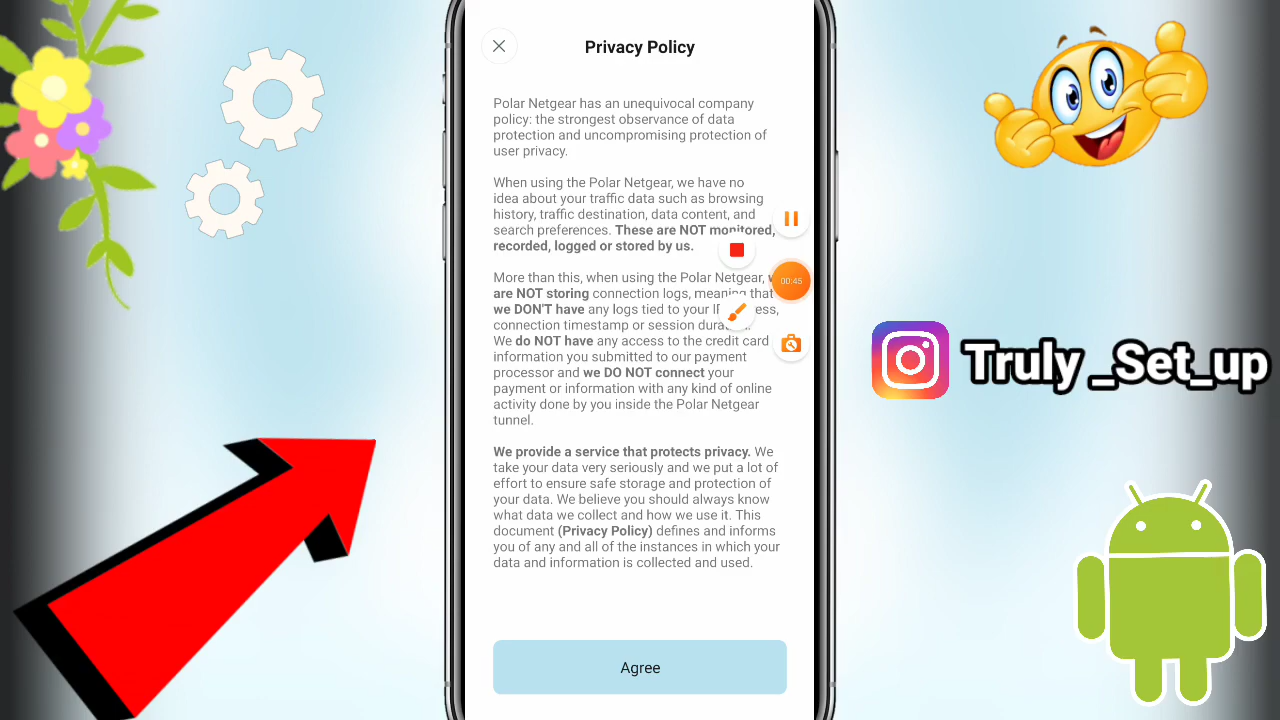 Privacy Policy
Polar Netgear has an unequivocal company
policy: the strongest observance of data
protection and uncompromising protection of
user privacy.
When using the Polar Netgear, we have no
idea about your traffic data such as browsing
history, traffic destination, data content, and
search preferences. These are NOT monitored,
recorded, logged or stored by us.
More than this, when using the Polar Netgear,
are NOT storing connection logs, meaning that
we DON'T have any logs tied to your
connection timestamp or session
We do NOT have any access to the credit card
information you submitted to our payment
processor and we DO NOT connect your
payment or information with any kind of online
activity done by you inside the Polar Netgear
tunnel.
We provide a service that protects privacy. We
take your data very seriously and we put a lot of
effort to ensure safe storage and protection of
your data. We believe you should always know
what data we collect and how we use it. This
document (Privacy Policy) defines and informs
you of any and all of the instances in which your
data and information is collected and used.
Agree
00:45
Truly _Set_up